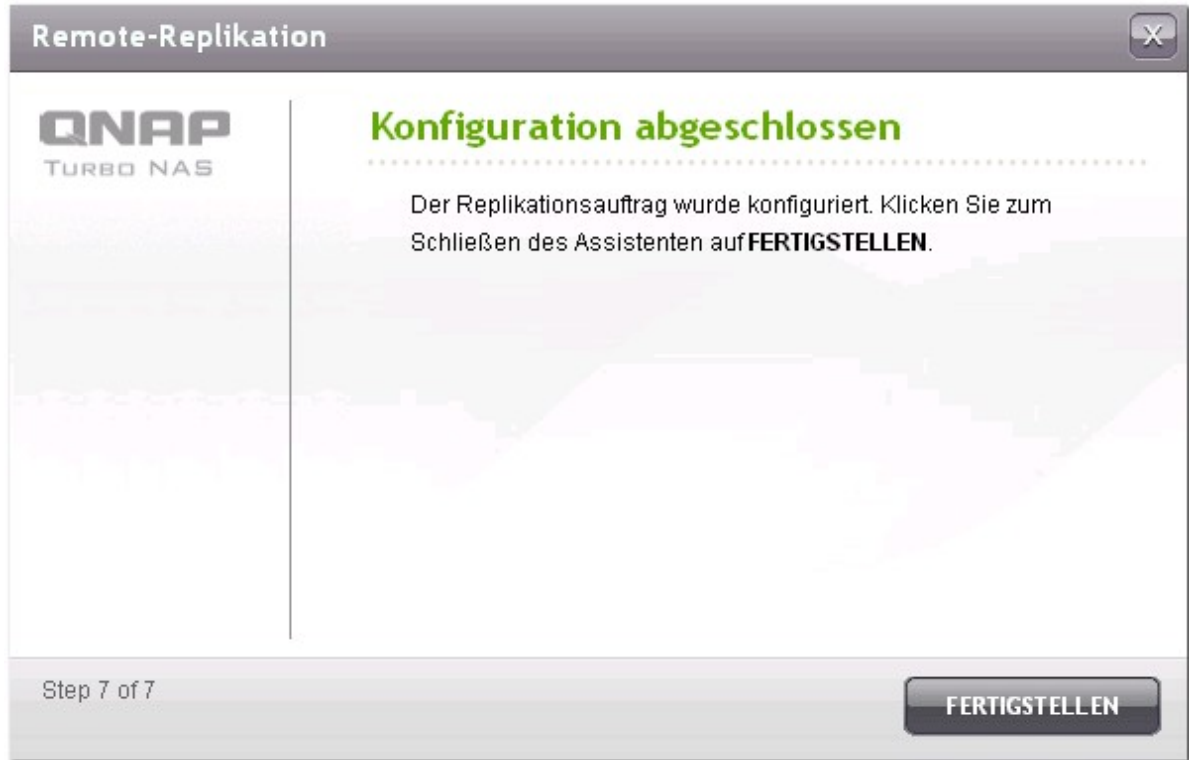 Remote-Replikation
X
QNAP
TURBO NAS
Konfiguration abgeschlossen
Der Replikationsauftrag wurde konfiguriert. Klicken Sie zum
Schließen des Assistenten auf FERTIGSTELLEN.
Step 7 of 7
FERTIGSTELLEN